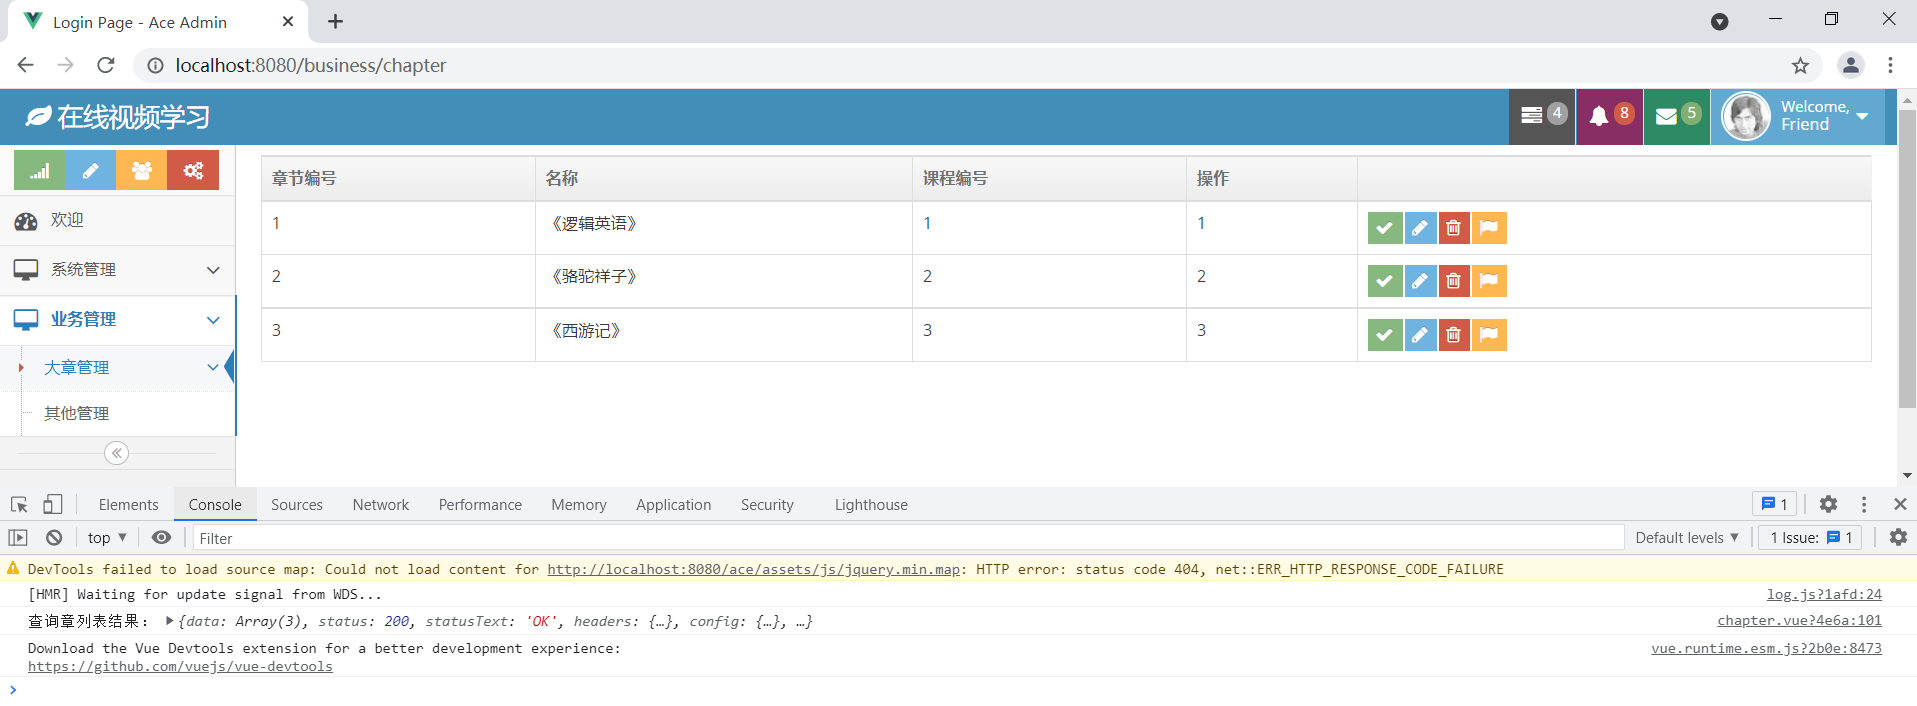 Login Page - Ace Admin
localhost:8080/business/chapter
在线视频学习
4
8
5
Welcome,
Friend
欢迎
系统管理
业务管理
大章管理
其他管理
章节编号 名称 课程编号 操作
1 《逻辑英语》 1 1
2 《骆驼祥子》 2 2
3 《西游记》 3 3
Elements Console Sources Network Performance Memory Application Security Lighthouse 1
top Filter Default levels 1 Issue: 1
DevTools failed to load source map: Could not load content for http://localhost:8080/ace/assets/js/jquery.min.map: HTTP error: status code 404, net::ERR_HTTP_RESPONSE_CODE_FAILURE
[HMR] Waiting for update signal from WDS... log.js?1afd:24
查询章列表结果： {data: Array(3), status: 200, statusText: 'OK', headers: {…}, config: {…}, …} chapter.vue?4e6a:101
Download the Vue Devtools extension for a better development experience: vue.runtime.esm.js?2b0e:8473
https://github.com/vuejs/vue-devtools